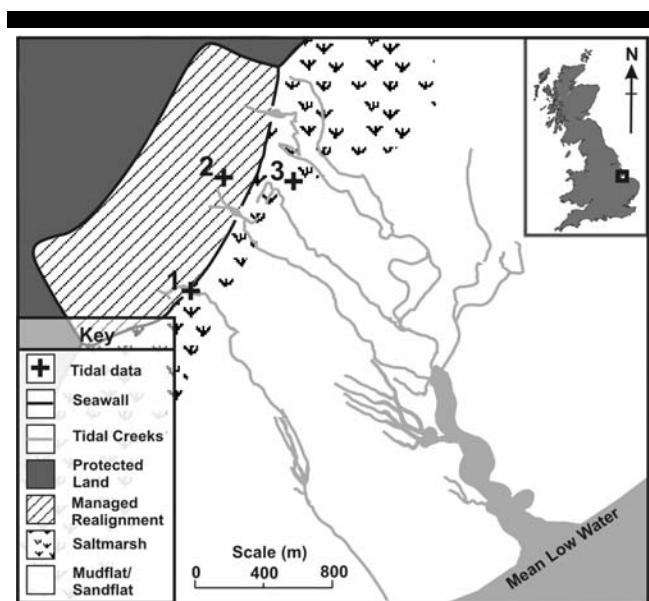 N
2
3
1
Key
Tidal data
Seawall
Tidal Creeks
Protected
Land
Managed
Realignment
Saltmarsh
Mudflat/
Sandflat
Scale (m)
0 400 800
Mean Low Water